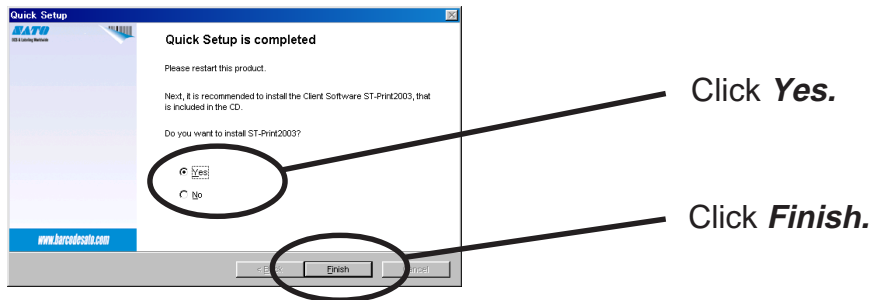 Quick Setup
SATO
Quick Setup is completed
Please restart this product.
Next, it is recommended to install the Client Software ST-Print2003, that
is included in the CD.
Do you want to install ST-Print2003?
Yes
No
www.barcodesato.com
Finish
Click Yes.
Click Finish.